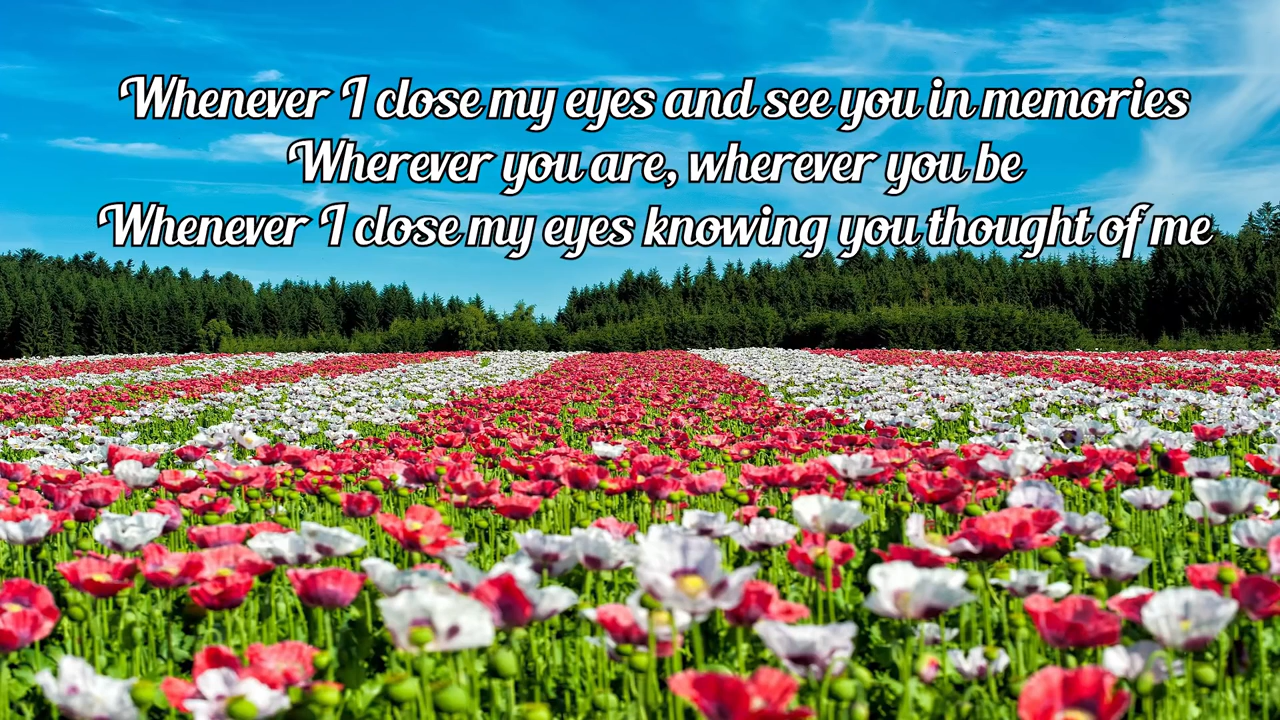 Whenever I close my eyes and see you in memories
Wherever you are, wherever you be
Whenever I close my eyes knowing you thought of me